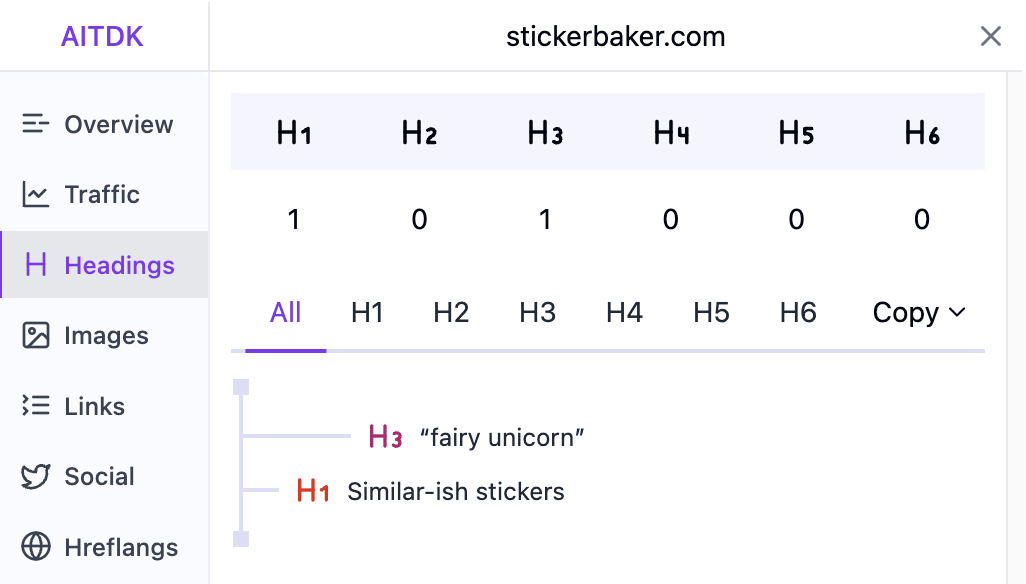 AITDK
stickerbaker.com
Overview
Traffic
Headings
Images
Links
Social
Hreflangs
H1 H2 H3 H4 H5 H6
1 0 1 0 0 0
All H1 H2 H3 H4 H5 H6 Copy
H3 “fairy unicorn”
H1 Similar-ish stickers